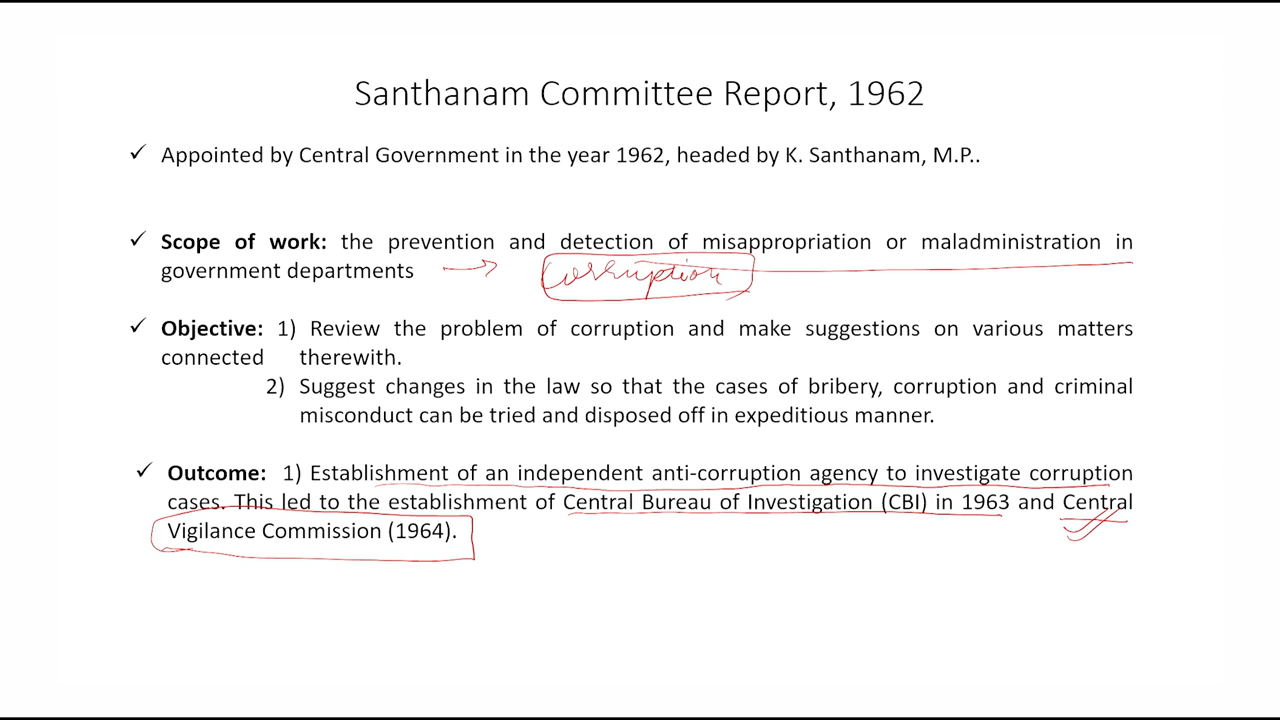 Santhanam Committee Report, 1962
✓ Appointed by Central Government in the year 1962, headed by K. Santhanam, M.P..
✓ Scope of work: the prevention and detection of misappropriation or maladministration in
government departments → Corruption
✓ Objective: 1) Review the problem of corruption and make suggestions on various matters
connected therewith.
2) Suggest changes in the law so that the cases of bribery, corruption and criminal
misconduct can be tried and disposed off in expeditious manner.
✓ Outcome: 1) Establishment of an independent anti-corruption agency to investigate corruption
cases. This led to the establishment of Central Bureau of Investigation (CBI) in 1963 and Central
Vigilance Commission (1964).